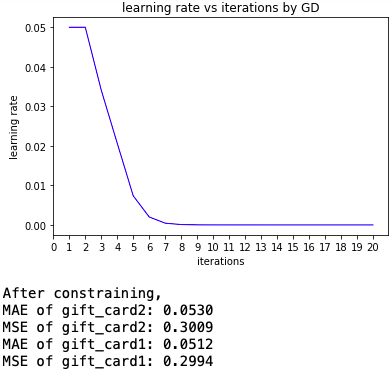 learning rate vs iterations by GD
0.05
0.04
0.03
0.02
0.01
0.00
learning rate
0 1 2 3 4 5 6 7 8 9 10 11 12 13 14 15 16 17 18 19 20
iterations
After constraining,
MAE of gift_card2: 0.0530
MSE of gift_card2: 0.3009
MAE of gift_card1: 0.0512
MSE of gift_card1: 0.2994